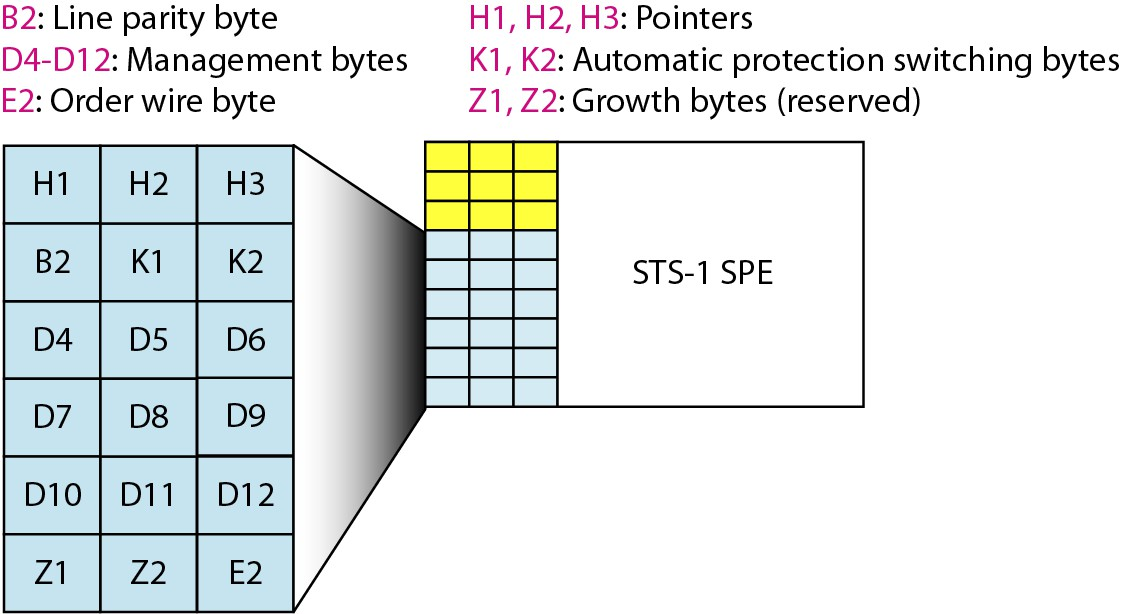 B2: Line parity byte
D4-D12: Management bytes
E2: Order wire byte
H1, H2, H3: Pointers
K1, K2: Automatic protection switching bytes
Z1, Z2: Growth bytes (reserved)
H1 H2 H3
B2 K1 K2
D4 D5 D6
D7 D8 D9
D10 D11 D12
Z1 Z2 E2
STS-1 SPE